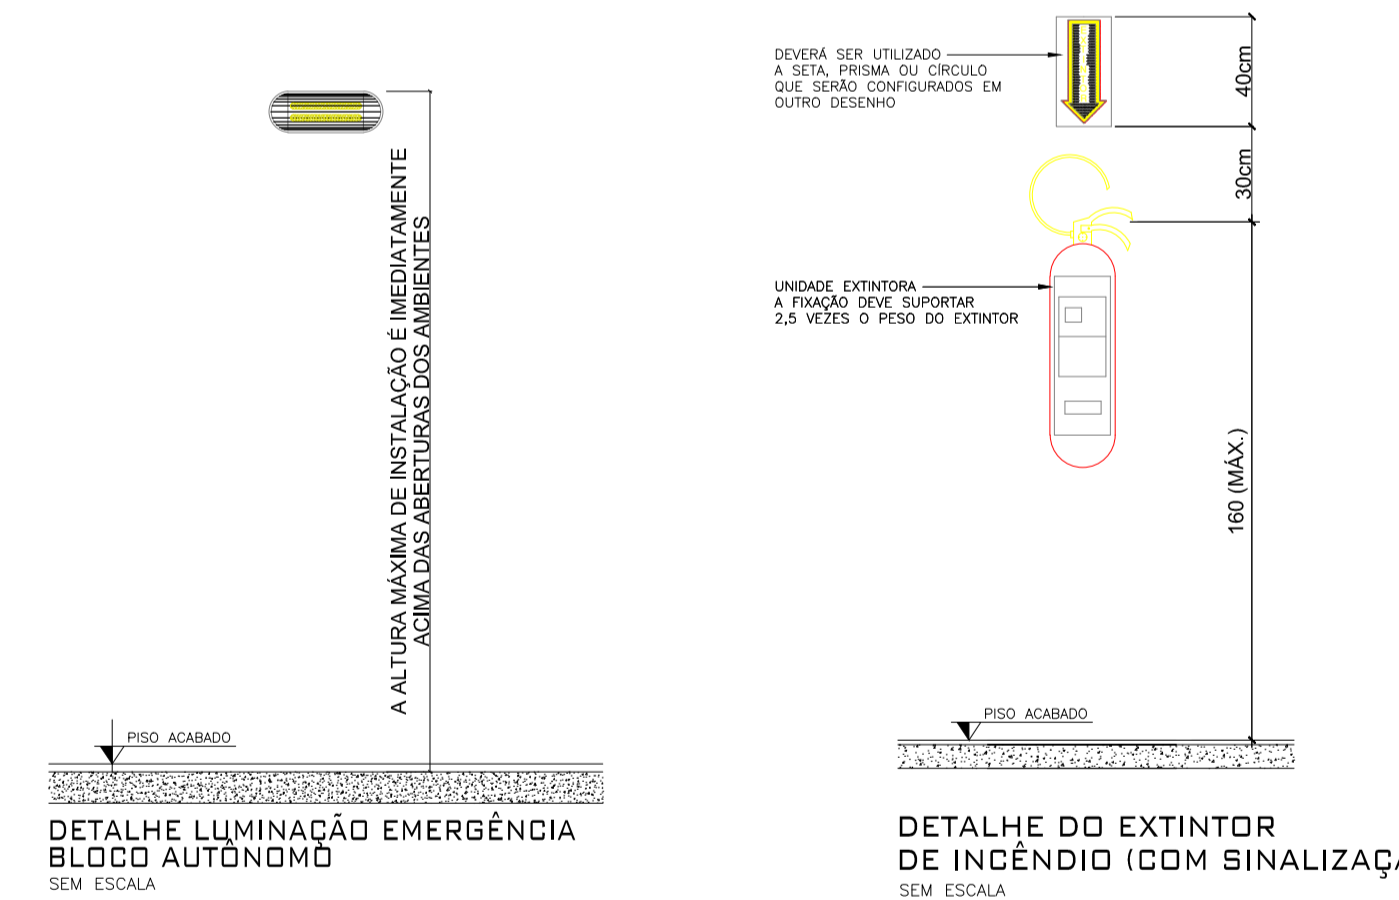 A ALTURA MÁXIMA DE INSTALAÇÃO É IMEDIATAMENTE
ACIMA DAS ABERTURAS DOS AMBIENTES
PISO ACABADO
DETALHE LUMINAÇÃO EMERGÊNCIA
BLOCO AUTÔNOMO
SEM ESCALA
DEVERÁ SER UTILIZADO
A SETA, PRISMA OU CÍRCULO
QUE SERÃO CONFIGURADOS EM
OUTRO DESENHO
40cm
30cm
UNIDADE EXTINTORA
A FIXAÇÃO DEVE SUPORTAR
2,5 VEZES O PESO DO EXTINTOR
160 (MÁX.)
PISO ACABADO
DETALHE DO EXTINTOR
DE INCÊNDIO (COM SINALIZAÇA
SEM ESCALA